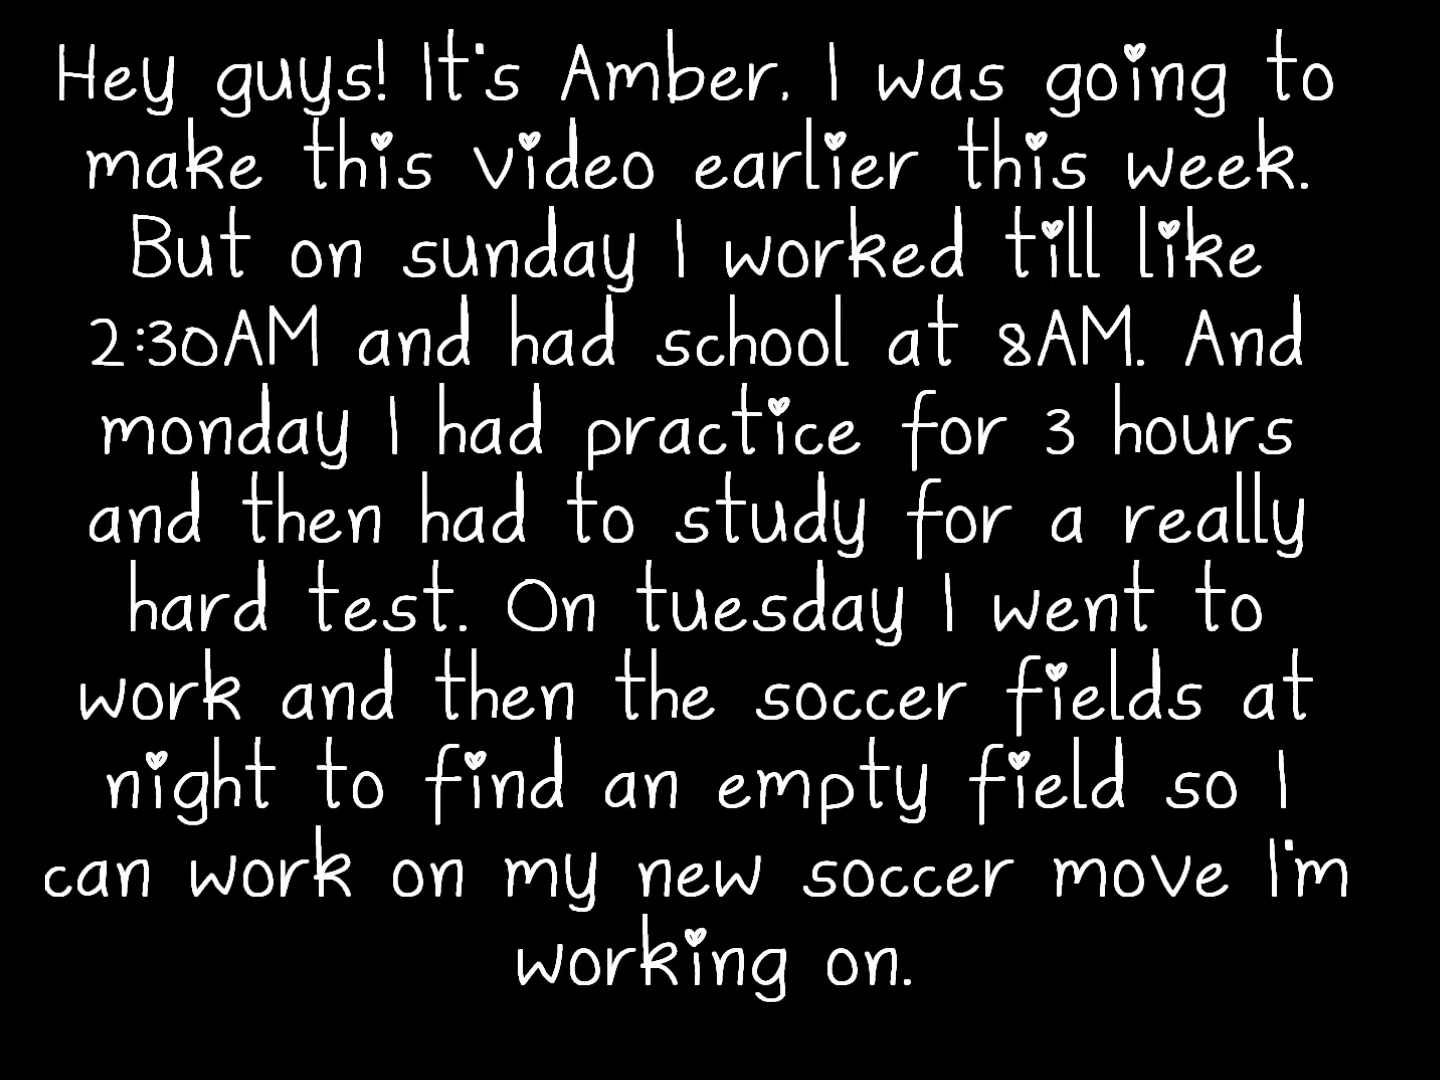 Hey guys! It's Amber. I was going to
make this video earlier this week.
But on sunday I worked till like
2:30AM and had school at 8AM. And
monday I had practice for 3 hours
and then had to study for a really
hard test. On tuesday I went to
work and then the soccer fields at
night to find an empty field so I
can work on my new soccer move I'm
working on.